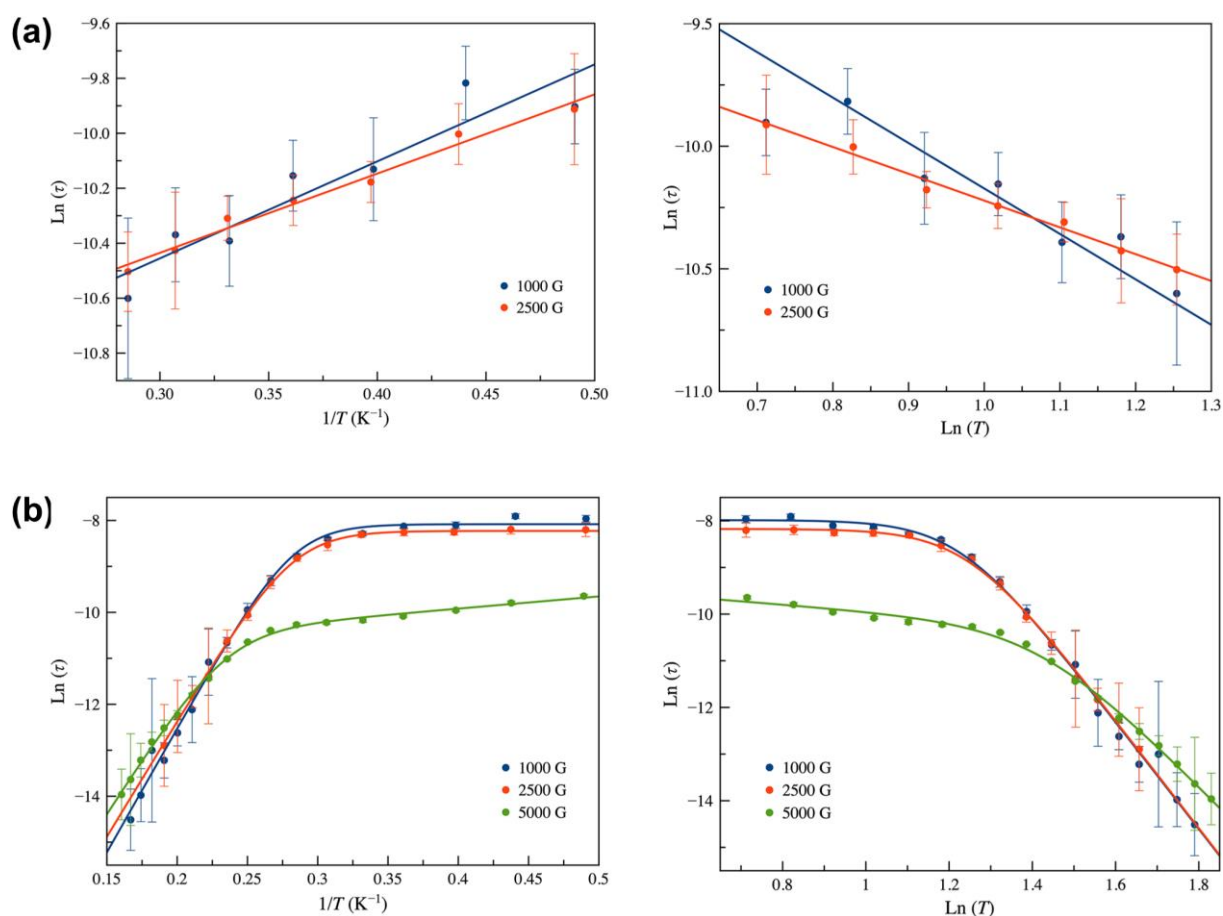 (a)
Ln (τ)
−9.6
−9.8
−10.0
−10.2
−10.4
−10.6
−10.8
1000 G
2500 G
0.30
0.35
0.40
0.45
0.50
1/T (K⁻¹)
Ln (τ)
−9.5
−10.0
−10.5
−11.0
1000 G
2500 G
0.7
0.8
0.9
1.0
1.1
1.2
1.3
Ln (T)
(b)
Ln (τ)
−8
−10
−12
−14
1000 G
2500 G
5000 G
0.15
0.2
0.25
0.3
0.35
0.4
0.45
0.5
1/T (K⁻¹)
Ln (τ)
−8
−10
−12
−14
1000 G
2500 G
5000 G
0.8
1
1.2
1.4
1.6
1.8
Ln (T)